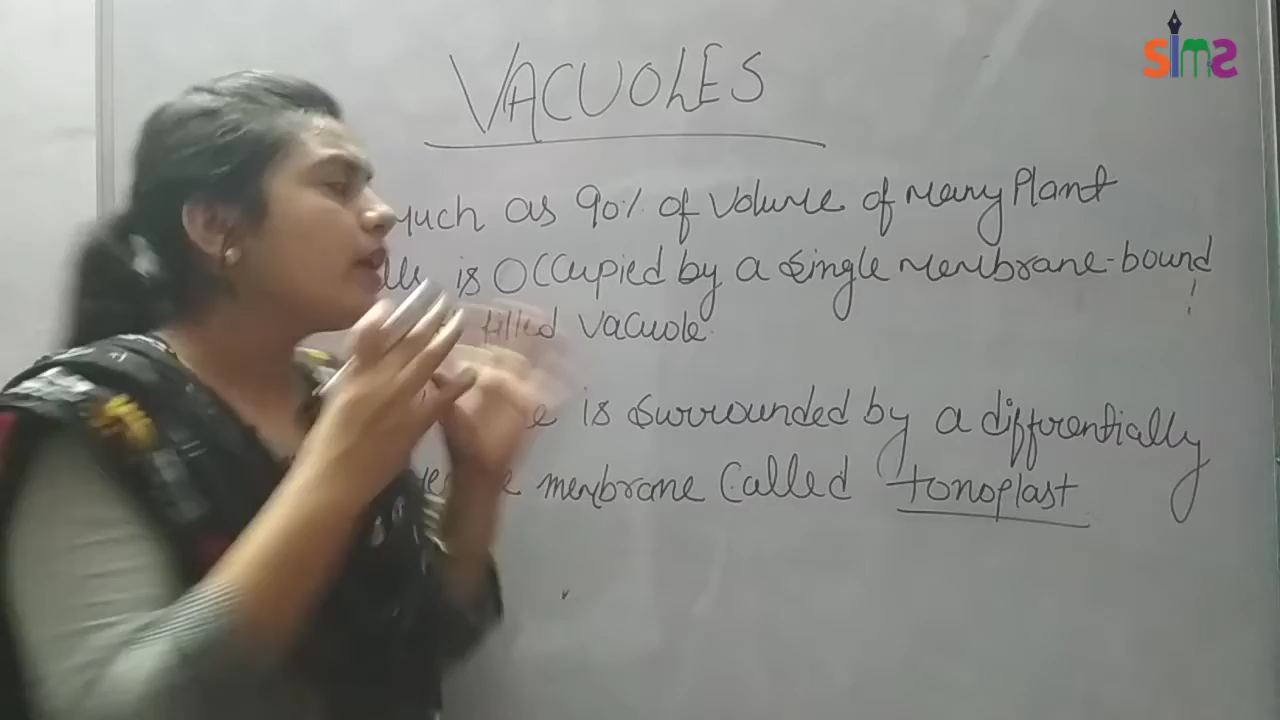 SIMS
VACUOLES
much as 90% of Volume of many Plant
is Occupied by a single membrane-bound
filled vacuole.
is surrounded by a differentially
membrane called tonoplast